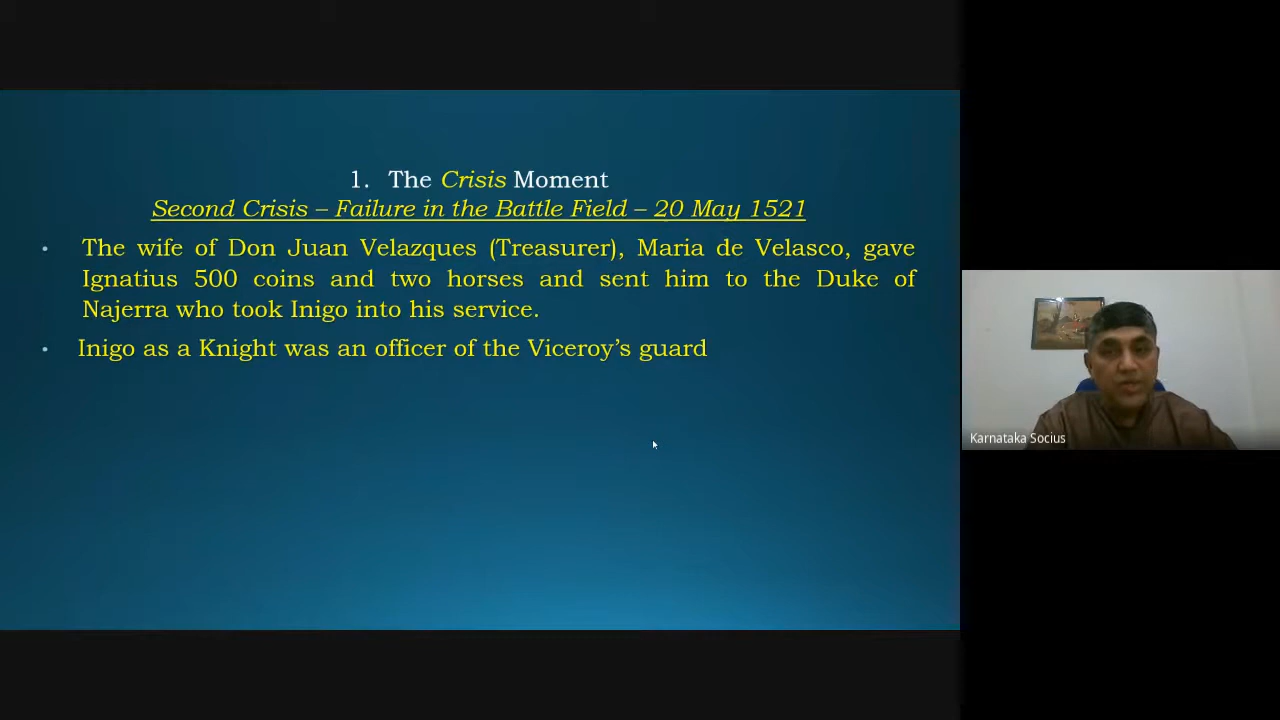 1. The Crisis Moment
Second Crisis – Failure in the Battle Field – 20 May 1521
• The wife of Don Juan Velazques (Treasurer), Maria de Velasco, gave
Ignatius 500 coins and two horses and sent him to the Duke of
Najerra who took Inigo into his service.
• Inigo as a Knight was an officer of the Viceroy’s guard
Karnataka Socius